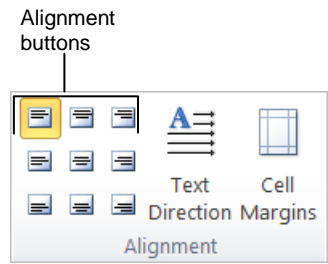 Alignment
buttons
A
Text Cell
Direction Margins
Alignment